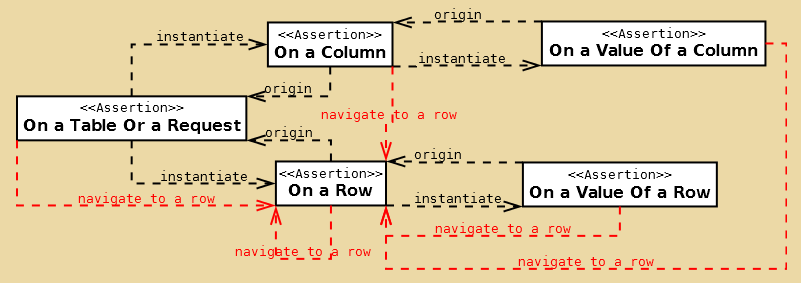 origin
instantiate
<<Assertion>>
On a Column
<<Assertion>>
On a Value Of a Column
instantiate
origin
<<Assertion>>
On a Table Or a Request
navigate to a row
origin
origin
<<Assertion>>
On a Row
<<Assertion>>
On a Value Of a Row
instantiate
instantiate
navigate to a row
navigate to a row
navigate to a row
navigate to a row